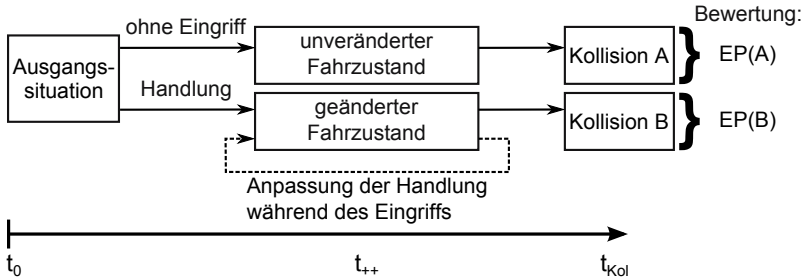 Bewertung:
ohne Eingriff
Ausgangs-
situation
unveränderter
Fahrzustand
Kollision A
EP(A)
Handlung
geänderter
Fahrzustand
Kollision B
EP(B)
Anpassung der Handlung
während des Eingriffs
t0
t++
tKol